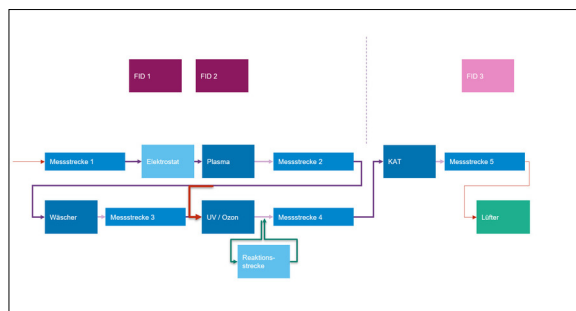 FID 1
FID 2
FID 3
Messstrecke 1
Elektrostat
Plasma
Messstrecke 2
KAT
Messstrecke 5
Wäscher
Messstrecke 3
UV / Ozon
Messstrecke 4
Lüfter
Reaktions-
strecke